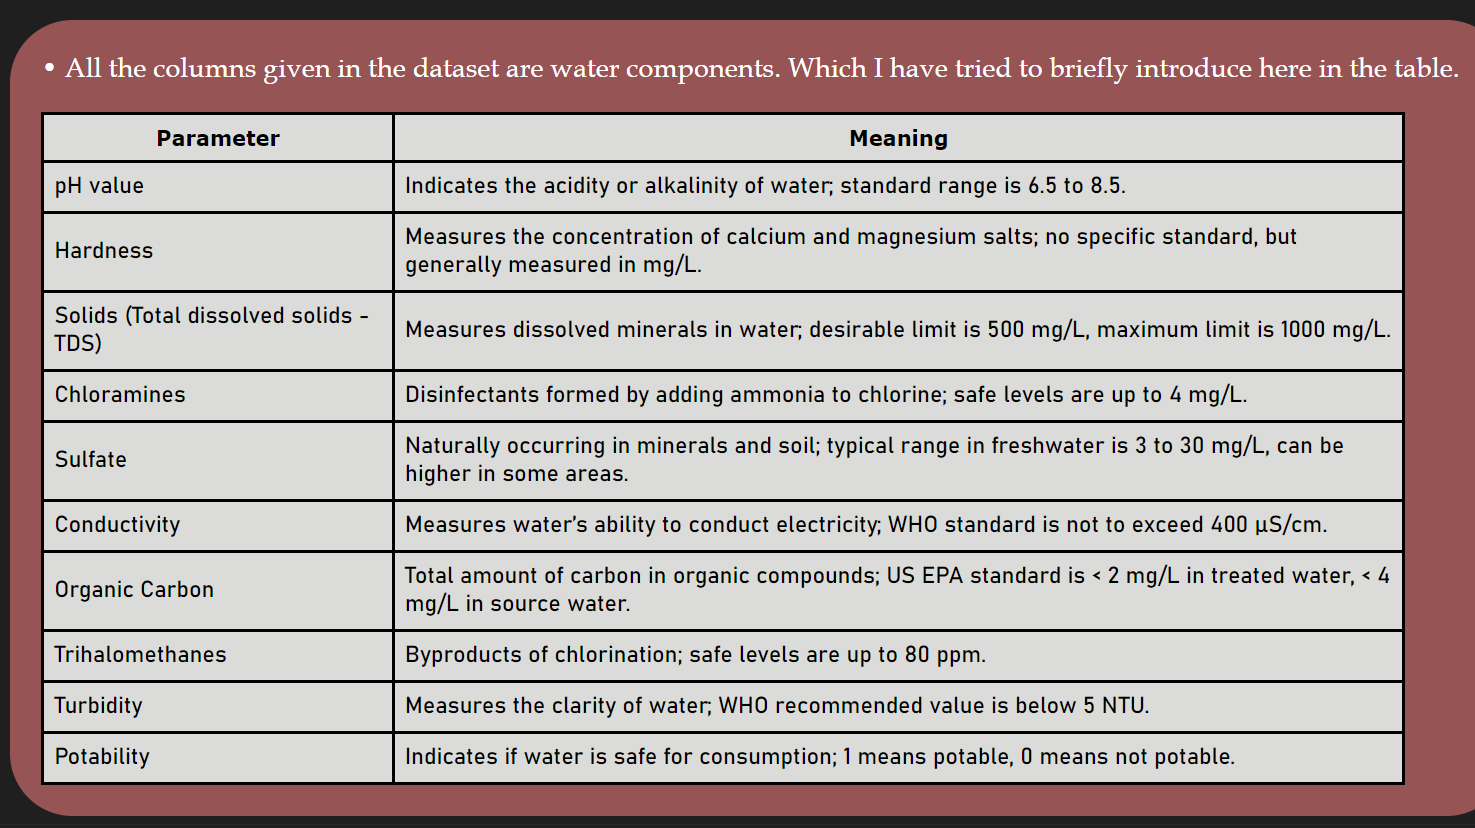 • All the columns given in the dataset are water components. Which I have tried to briefly introduce here in the table.
Parameter
Meaning
pH value
Indicates the acidity or alkalinity of water; standard range is 6.5 to 8.5.
Hardness
Measures the concentration of calcium and magnesium salts; no specific standard, but
generally measured in mg/L.
Solids (Total dissolved solids -
TDS)
Measures dissolved minerals in water; desirable limit is 500 mg/L, maximum limit is 1000 mg/L.
Chloramines
Disinfectants formed by adding ammonia to chlorine; safe levels are up to 4 mg/L.
Sulfate
Naturally occurring in minerals and soil; typical range in freshwater is 3 to 30 mg/L, can be
higher in some areas.
Conductivity
Measures water's ability to conduct electricity; WHO standard is not to exceed 400 µS/cm.
Organic Carbon
Total amount of carbon in organic compounds; US EPA standard is < 2 mg/L in treated water, < 4
mg/L in source water.
Trihalomethanes
Byproducts of chlorination; safe levels are up to 80 ppm.
Turbidity
Measures the clarity of water; WHO recommended value is below 5 NTU.
Potability
Indicates if water is safe for consumption; 1 means potable, 0 means not potable.